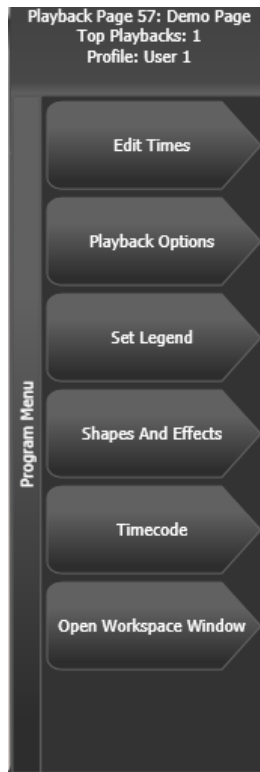 Playback Page 57: Demo Page
Top Playbacks: 1
Profile: User 1
Program Menu
Edit Times
Playback Options
Set Legend
Shapes And Effects
Timecode
Open Workspace Window